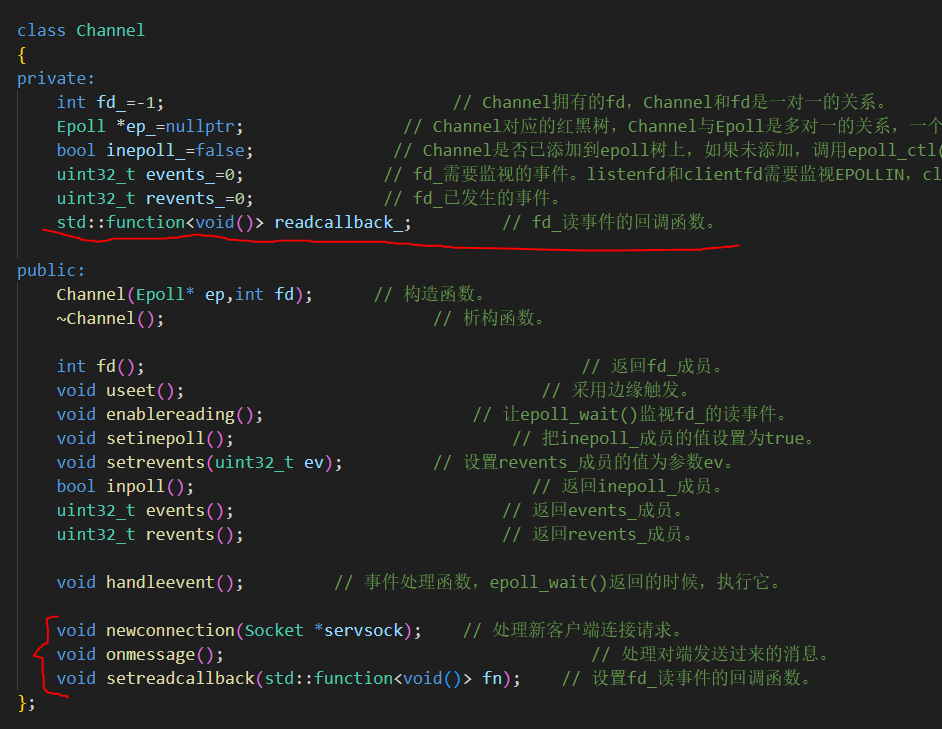 class Channel
{
private:
    int fd_=-1;                             // Channel拥有的fd，Channel和fd是一对一的关系。
    Epoll *ep_=nullptr;                // Channel对应的红黑树，Channel与Epoll是多对一的关系，一个
    bool inepoll_=false;              // Channel是否已添加到epoll树上，如果未添加，调用epoll_ctl(
    uint32_t events_=0;              // fd_需要监视的事件。listenfd和clientfd需要监视EPOLLIN，cl
    uint32_t revents_=0;             // fd_已发生的事件。
    std::function<void()> readcallback_;         // fd_读事件的回调函数。
public:
    Channel(Epoll* ep,int fd);      // 构造函数。
    ~Channel();                           // 析构函数。
    int fd();                                            // 返回fd_成员。
    void useet();                                    // 采用边缘触发。
    void enablereading();                     // 让epoll_wait()监视fd_的读事件。
    void setinepoll();                            // 把inepoll_成员的值设置为true。
    void setrevents(uint32_t ev);         // 设置revents_成员的值为参数ev。
    bool inpoll();                                  // 返回inepoll_成员。
    uint32_t events();                           // 返回events_成员。
    uint32_t revents();                          // 返回revents_成员。
    void handleevent();         // 事件处理函数，epoll_wait()返回的时候，执行它。
    void newconnection(Socket *servsock);    // 处理新客户端连接请求。
    void onmessage();                                     // 处理对端发送过来的消息。
    void setreadcallback(std::function<void()> fn);    // 设置fd_读事件的回调函数。
};